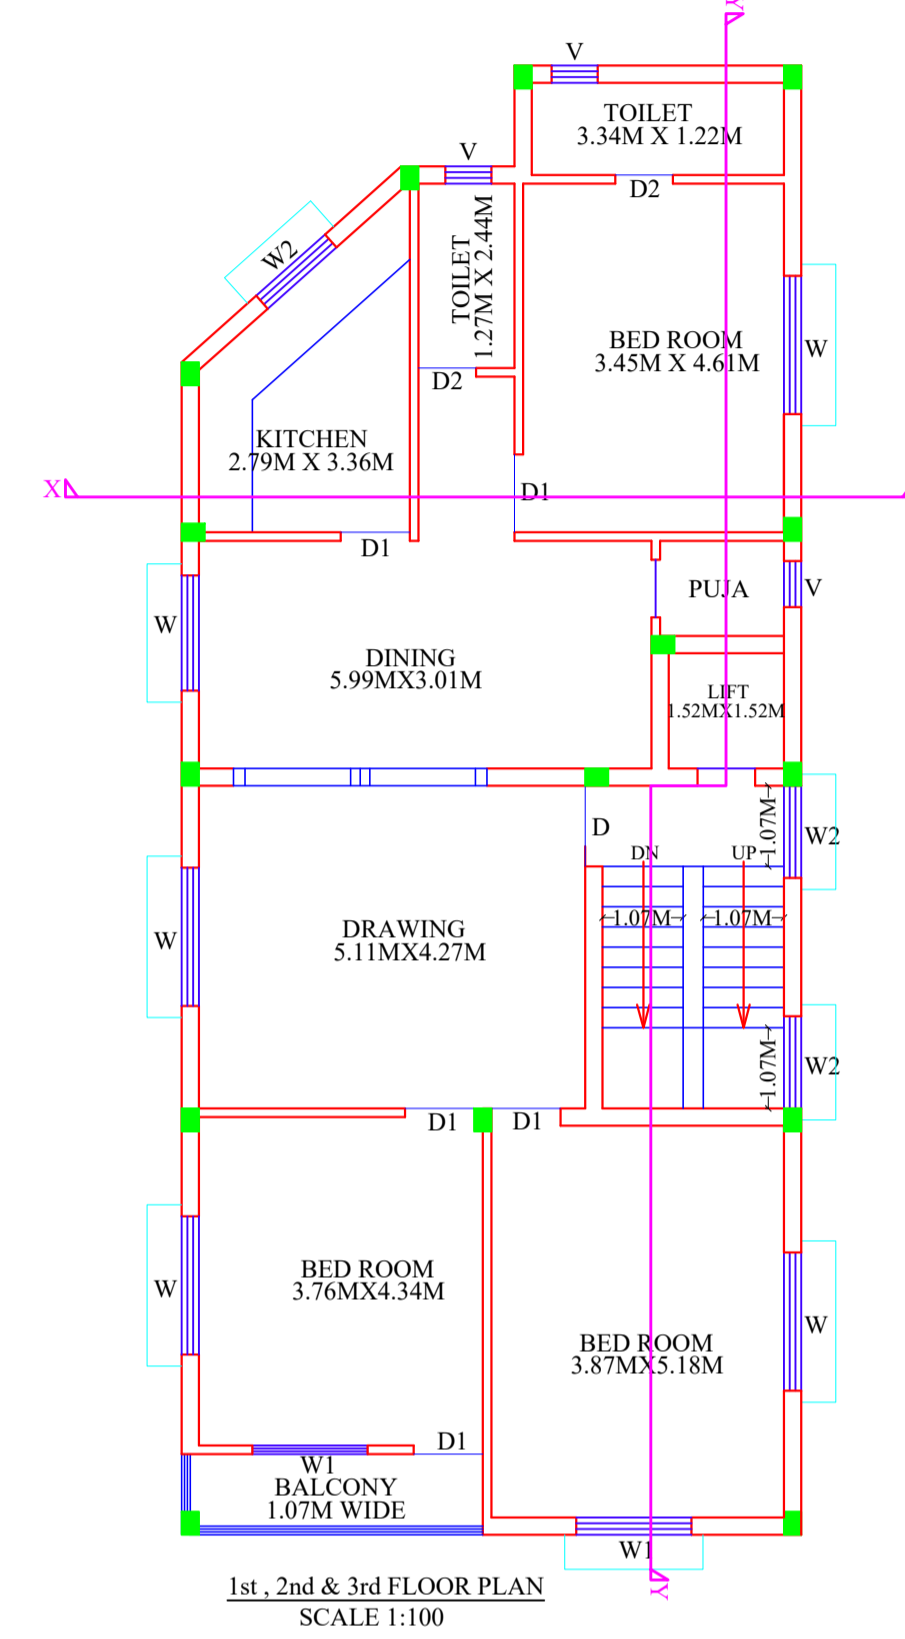 Y
V
TOILET
3.34M X 1.22M
V
D2
W2
TOILET
1.27M X 2.44M
BED ROOM
3.45M X 4.61M
W
D2
KITCHEN
2.79M X 3.36M
X
D1
D1
PUJA
V
W
DINING
5.99MX3.01M
LIFT
1.52MX1.52M
1.07M
D
W2
DN
UP
1.07M
1.07M
W
DRAWING
5.11MX4.27M
1.07M
W2
D1
D1
BED ROOM
3.76MX4.34M
W
BED ROOM
3.87MX5.18M
W
D1
W1
BALCONY
1.07M WIDE
W1
Y
1st , 2nd & 3rd FLOOR PLAN
SCALE 1:100